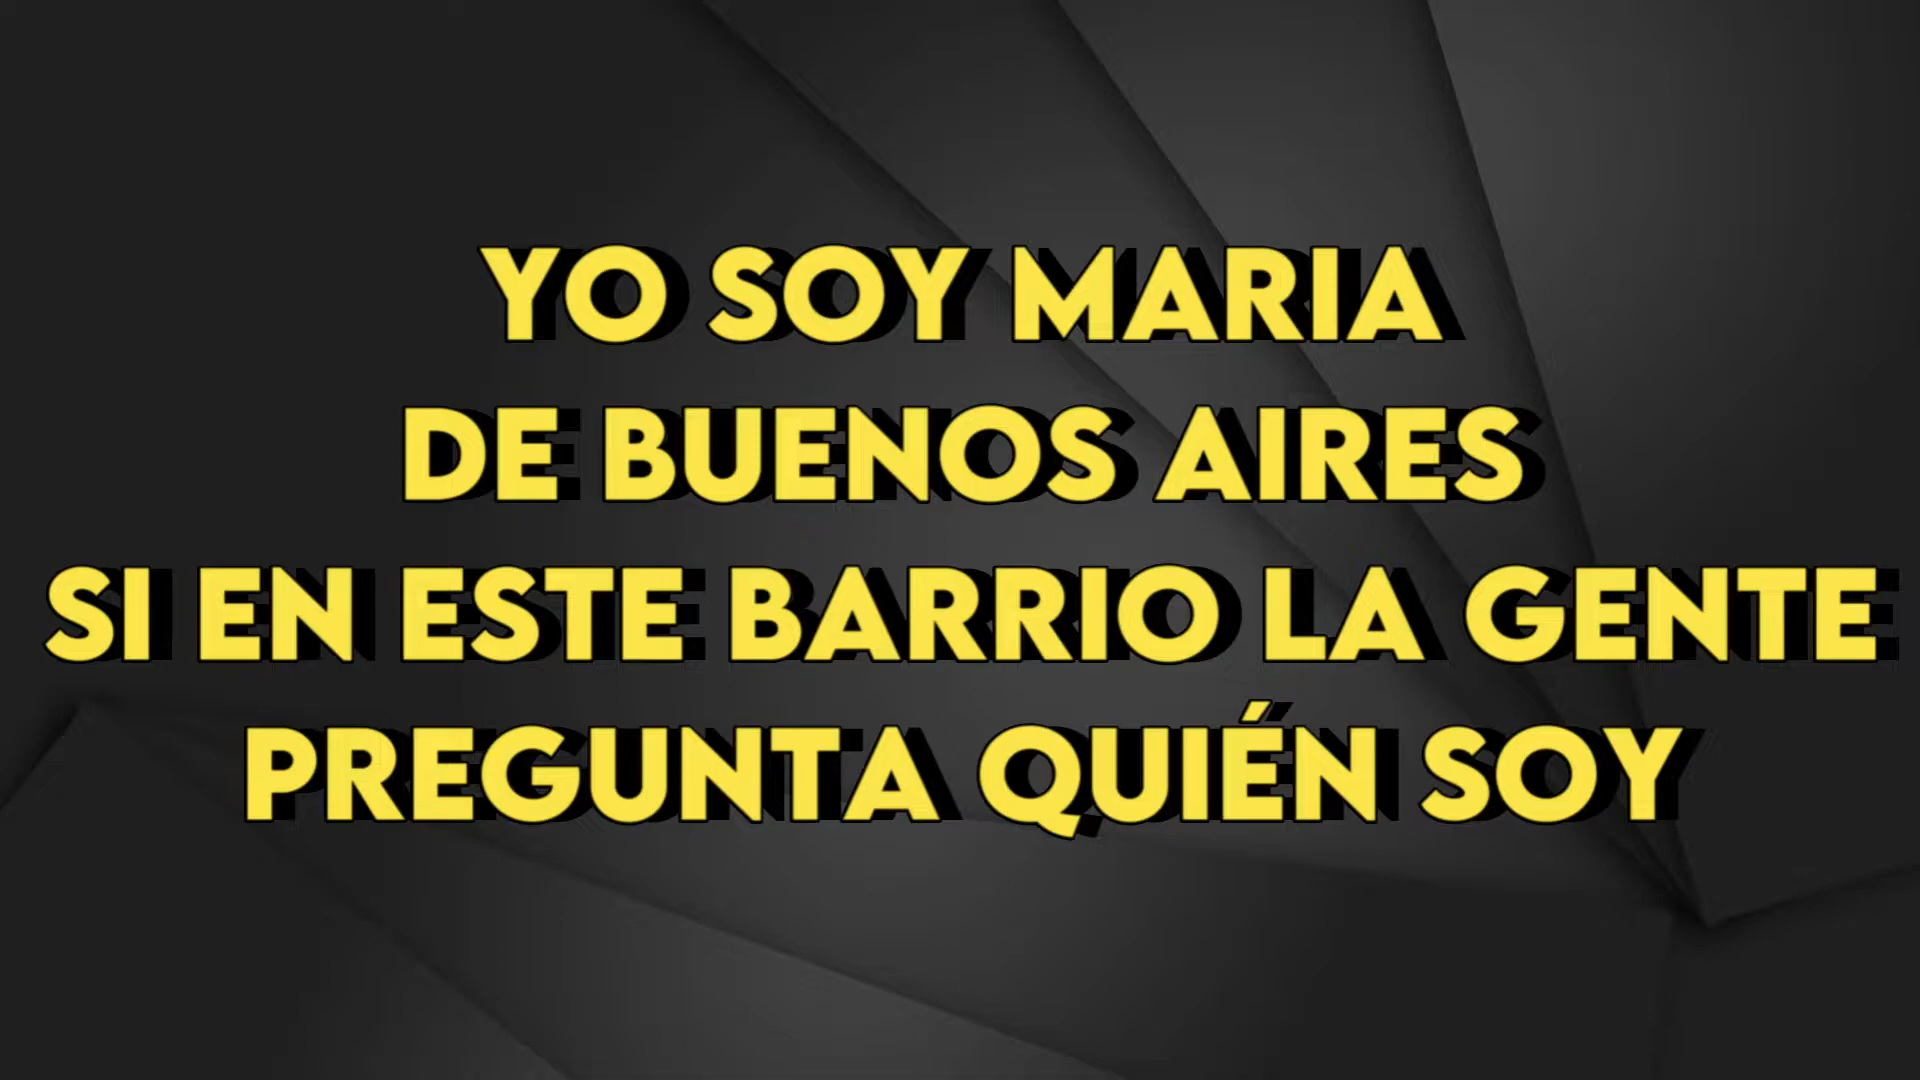 YO SOY MARIA
DE BUENOS AIRES
SI EN ESTE BARRIO LA GENTE
PREGUNTA QUIÉN SOY